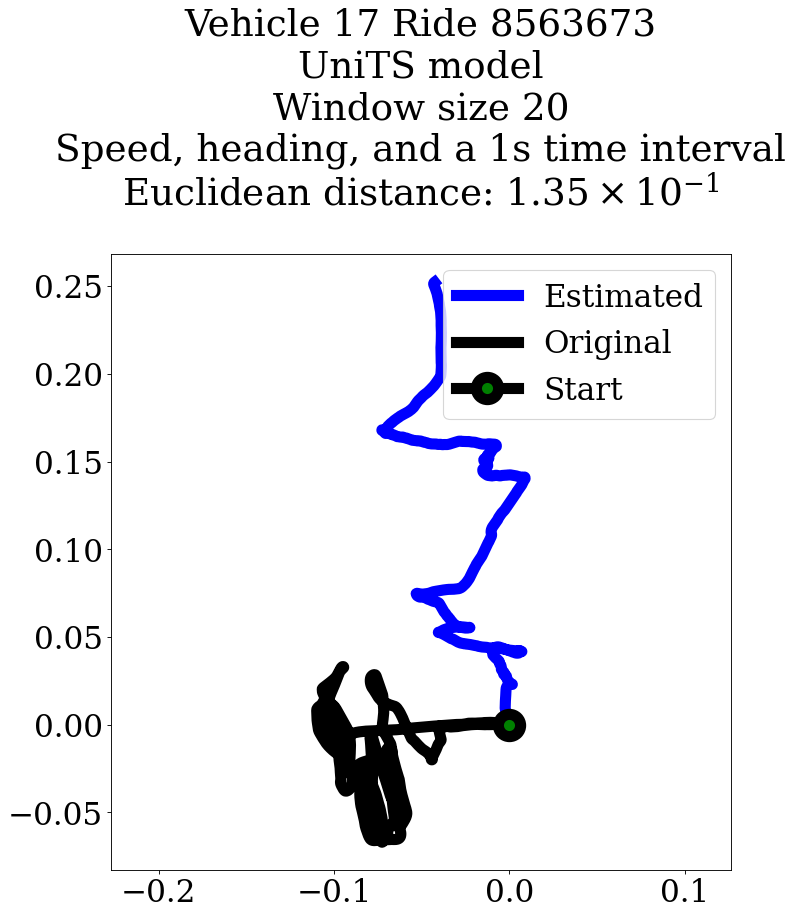 Vehicle 17 Ride 8563673
UniTS model
Window size 20
Speed, heading, and a 1s time interval
Euclidean distance: 1.35 × 10⁻¹
0.25
0.20
0.15
0.10
0.05
0.00
−0.05
−0.2
−0.1
0.0
0.1
Estimated
Original
Start